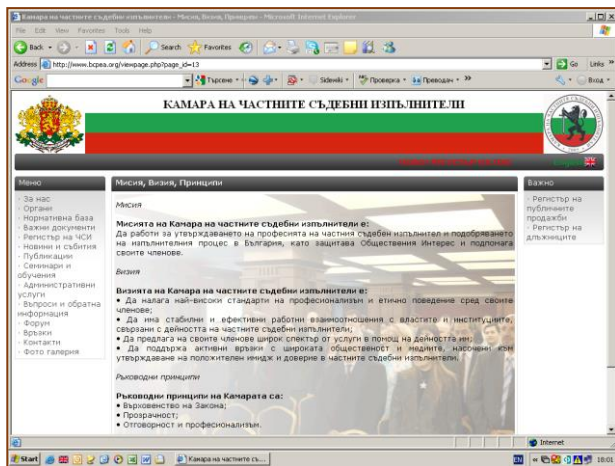 Камара на частните съдебни изпълнители - Мисия, Визия, Принципи - Microsoft Internet Explorer
File Edit View Favorites Tools Help
Back Search Favorites
Address http://www.bcpea.org/viewpage.php?page_id=13 Go Links »
Google Търсене Sidewiki Проверка Преводач » Вход
КАМАРА НА ЧАСТНИТЕ СЪДЕБНИ ИЗПЪЛНИТЕЛИ
English
Меню
- За нас
- Органи
- Нормативна база
- Важни документи
- Регистър на ЧСИ
- Новини и събития
- Публикации
- Семинари и
обучения
- Административни
услуги
- Въпроси и обратна
информация
- Форум
- Връзки
- Контакти
- Фото галерия
Мисия, Визия, Принципи
Мисия
Мисията на Камара на частните съдебни изпълнители е:
Да работи за утвърждаването на професията на частния съдебен изпълнител и подобряването
на изпълнителния процес в България, като защитава Обществения Интерес и подпомага
своите членове.
Визия
Визията на Камара на частните съдебни изпълнители е:
• Да налага най-високи стандарти на професионализъм и етично поведение сред своите
членове;
• Да има стабилни и ефективни работни взаимоотношения с властите и институциите,
свързани с дейността на частните съдебни изпълнители;
• Да предлага на своите членове широк спектър от услуги в помощ на дейността им;
• Да поддържа активни връзки с широката общественост и медиите, насочени към
утвърждаване на положителен имидж и доверие в частните съдебни изпълнители.
Ръководни принципи
Ръководни принципи на Камарата са:
• Върховенство на Закона;
• Прозрачност;
• Отговорност и професионализъм.
Важно
- Регистър на
публичните
продажби
- Регистър на
длъжниците
Internet
Start Камара на частните съ... EN 18:01